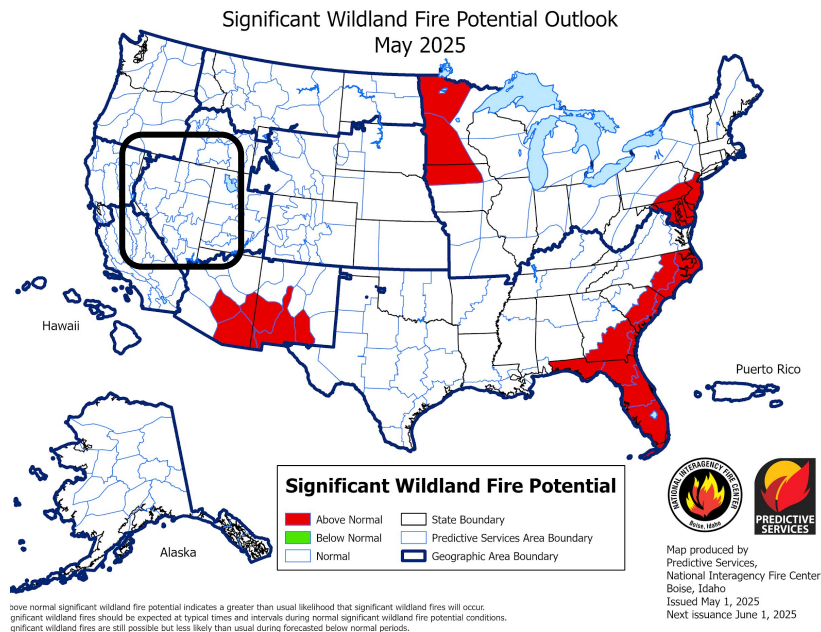 Significant Wildland Fire Potential Outlook
May 2025
Hawaii
Puerto Rico
Alaska
Significant Wildland Fire Potential
Above Normal
State Boundary
Below Normal
Predictive Services Area Boundary
Normal
Geographic Area Boundary
NATIONAL INTERAGENCY FIRE CENTER
Boise, Idaho
PREDICTIVE
SERVICES
Map produced by
Predictive Services,
National Interagency Fire Center
Boise, Idaho
Issued May 1, 2025
Next issuance June 1, 2025
bove normal significant wildland fire potential indicates a greater than usual likelihood that significant wildland fires will occur.
gnificant wildland fires should be expected at typical times and intervals during normal significant wildland fire potential conditions.
gnificant wildland fires are still possible but less likely than usual during forecasted below normal periods.